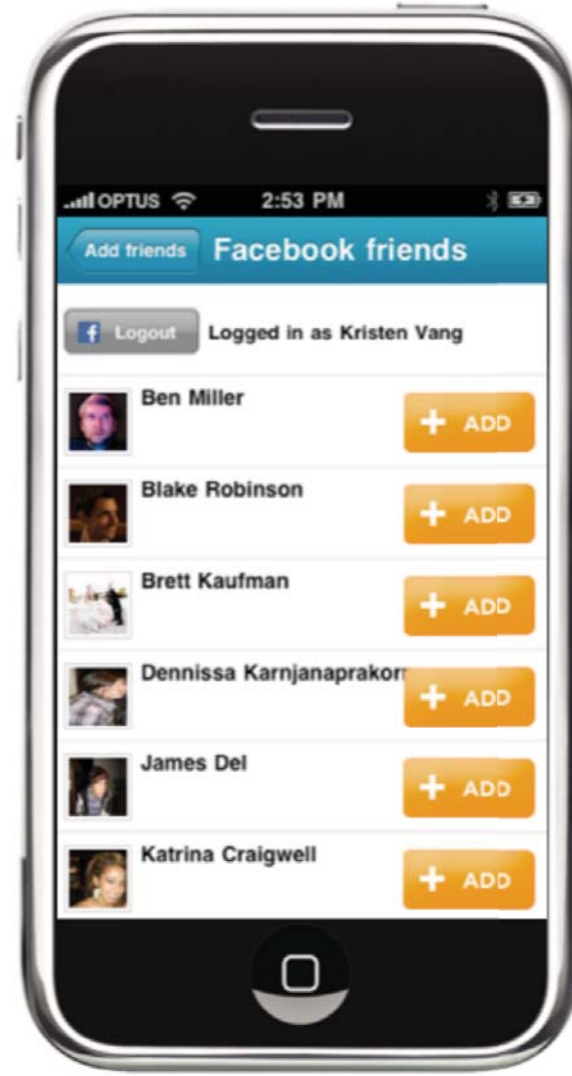 OPTUS 2:53 PM
Add friends Facebook friends
f Logout Logged in as Kristen Vang
Ben Miller + ADD
Blake Robinson + ADD
Brett Kaufman + ADD
Dennissa Karnjanaprakorn + ADD
James Del + ADD
Katrina Craigwell + ADD